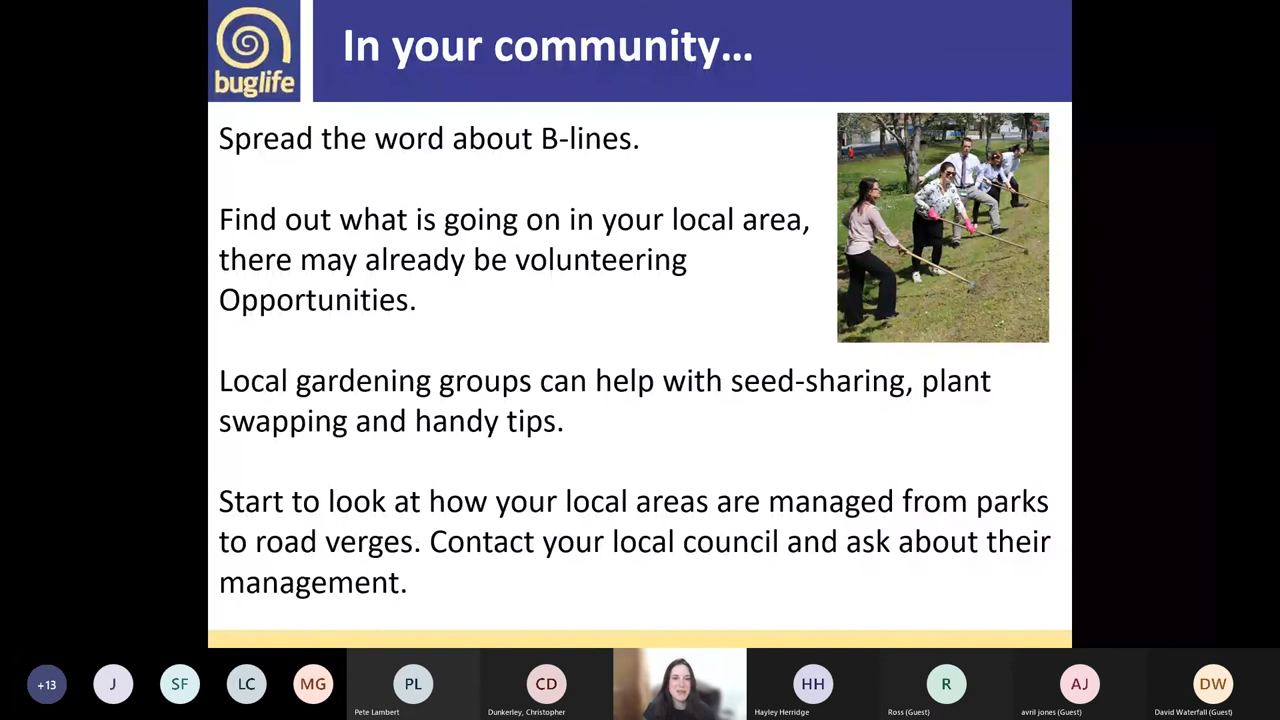 buglife
In your community…
Spread the word about B-lines.
Find out what is going on in your local area,
there may already be volunteering
Opportunities.
Local gardening groups can help with seed-sharing, plant
swapping and handy tips.
Start to look at how your local areas are managed from parks
to road verges. Contact your local council and ask about their
management.
+13
J
SF
LC
MG
PL
Pete Lambert
CD
Dunkerley, Christopher
HH
Hayley Herridge
R
Ross (Guest)
AJ
avril jones (Guest)
DW
David Waterfall (Guest)